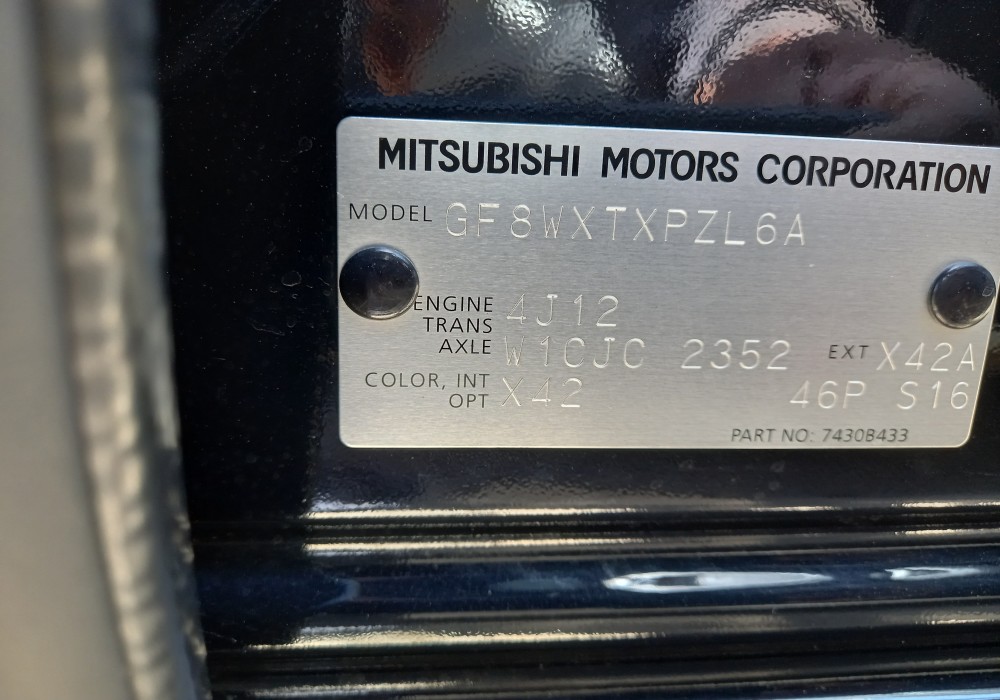 MITSUBISHI MOTORS CORPORATION
MODEL GF8WXTXPZL6A
ENGINE 4J12
TRANS
AXLE W1CJC 2352 EXT X42A
COLOR, INT
OPT X42 46P S16
PART NO: 7430B433